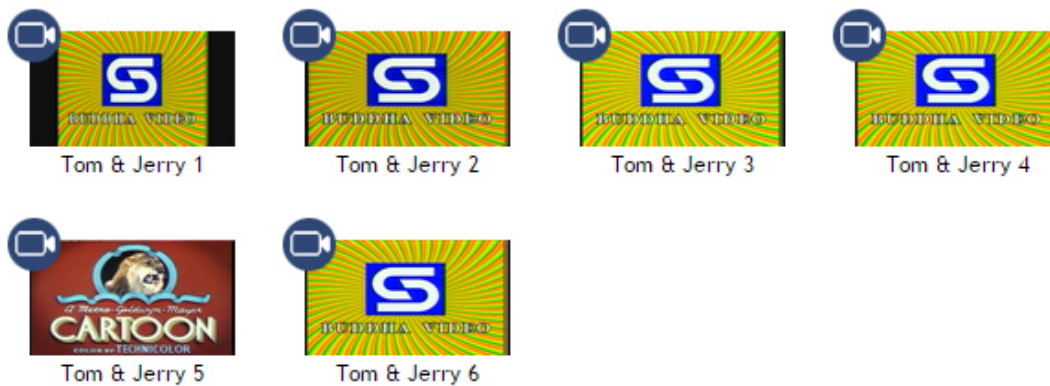 BUDDHA VIDEO
Tom & Jerry 1
BUDDHA VIDEO
Tom & Jerry 2
BUDDHA VIDEO
Tom & Jerry 3
BUDDHA VIDEO
Tom & Jerry 4
A Metro-Goldwyn-Mayer
CARTOON
COLOR BY TECHNICOLOR
Tom & Jerry 5
BUDDHA VIDEO
Tom & Jerry 6